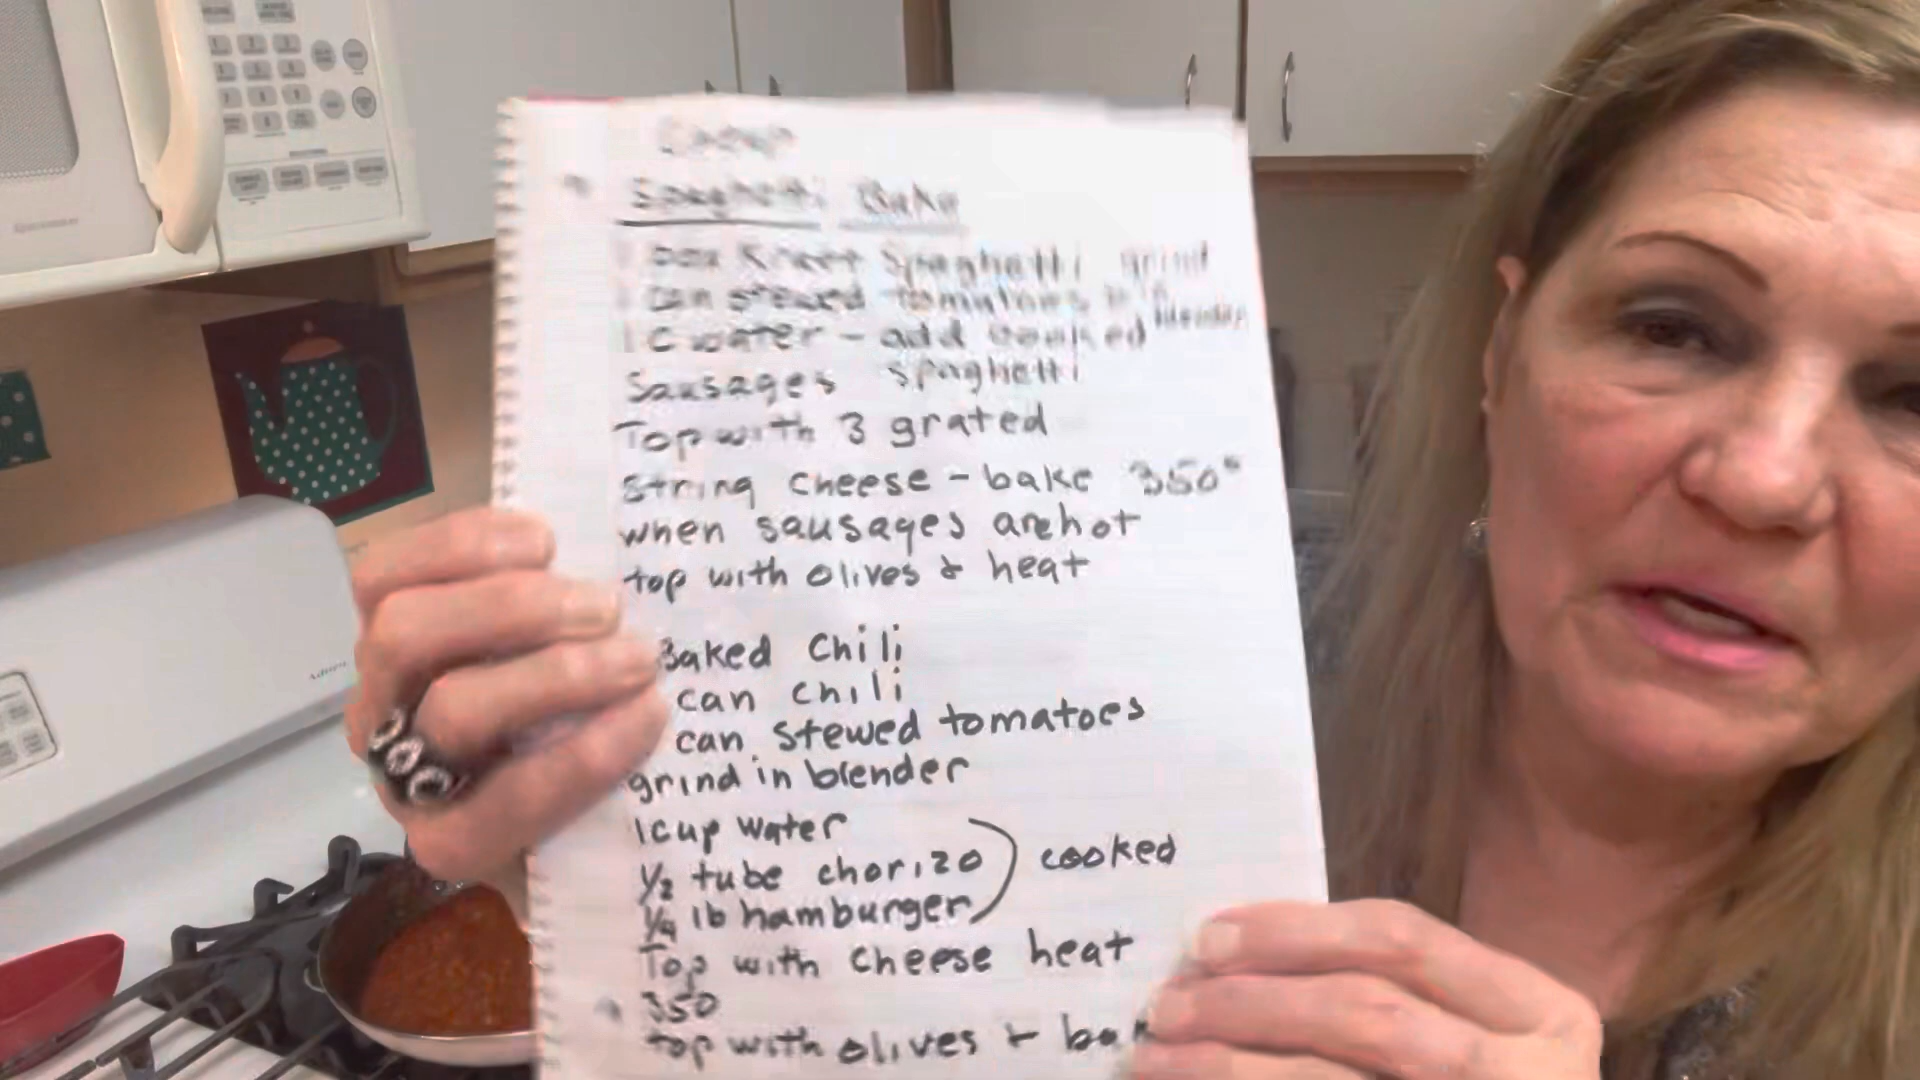 Spaghetti Bake
1 box Kraft Spaghetti grind
1 can stewed tomatoes in blender
1 C water - add cooked
Sausages spaghetti
Top with 3 grated
String cheese - bake 350°
when sausages are hot
top with olives & heat
Baked Chili
can chili
can stewed tomatoes
grind in blender
1 cup water
1/2 tube chorizo
cooked
1/4 lb hamburger
Top with cheese heat
350
top with olives +